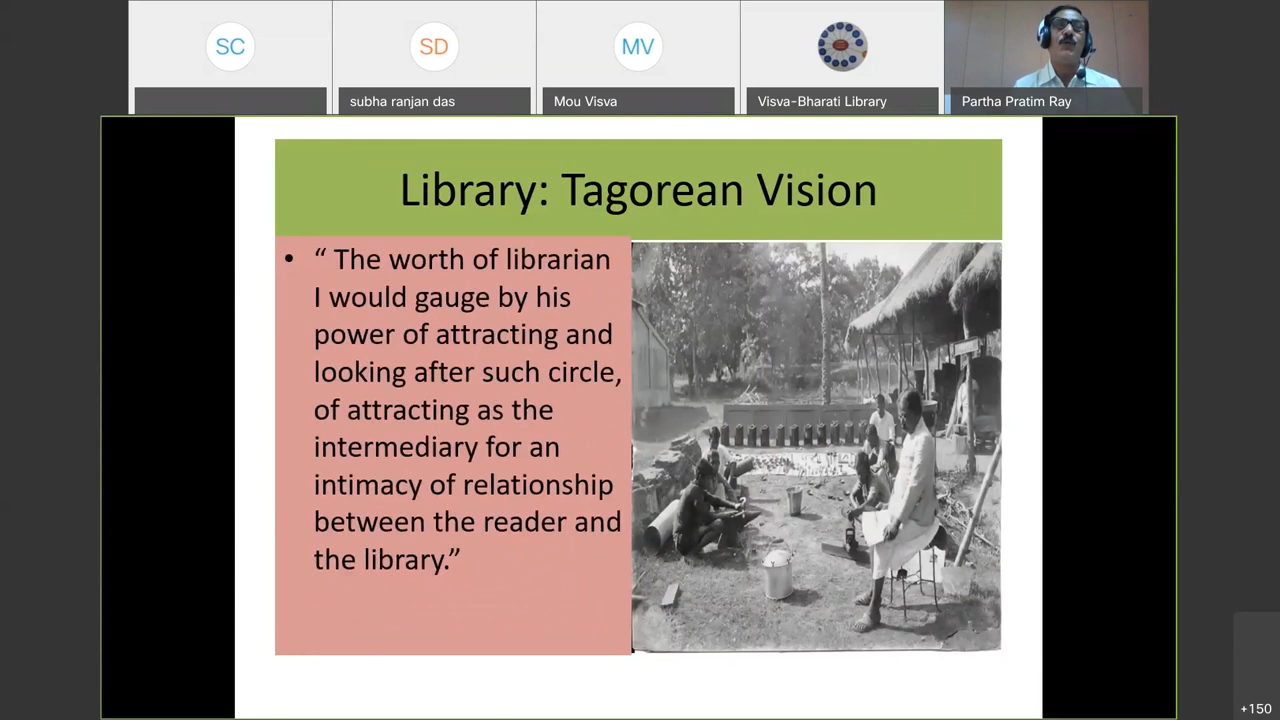 SC
SD
MV
subha ranjan das
Mou Visva
Visva-Bharati Library
Partha Pratim Ray
Library: Tagorean Vision
• “ The worth of librarian
I would gauge by his
power of attracting and
looking after such circle,
of attracting as the
intermediary for an
intimacy of relationship
between the reader and
the library.”
+150